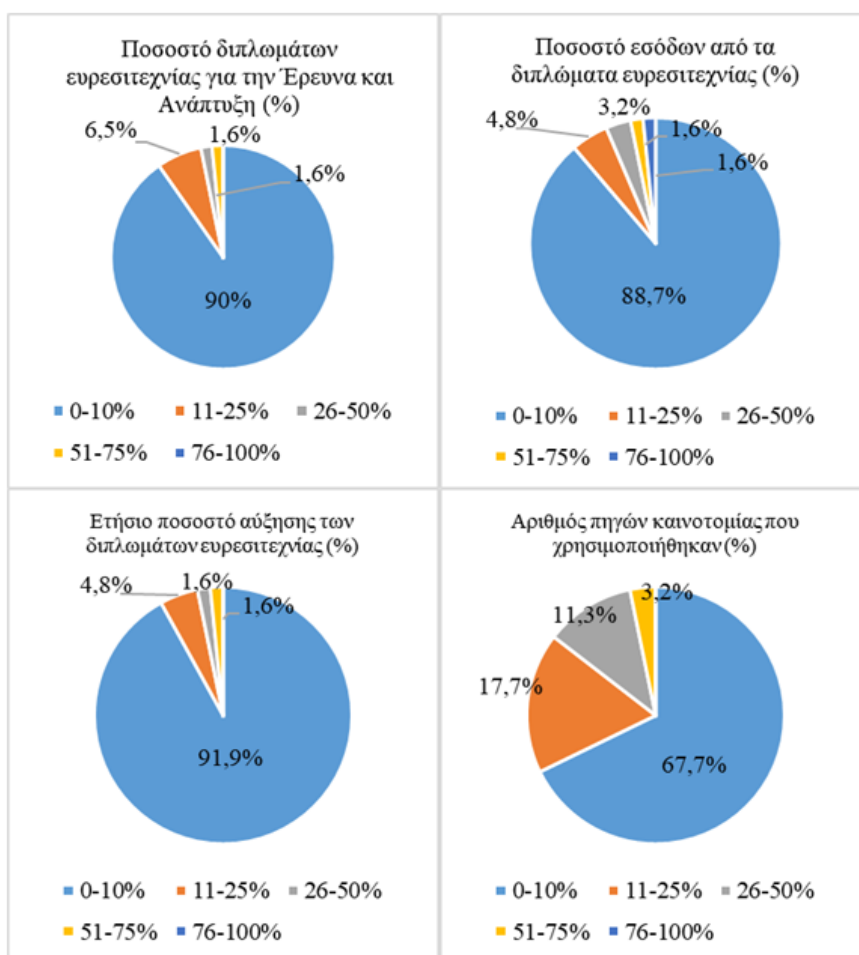 Ποσοστό διπλωμάτων
ευρεσιτεχνίας για την Έρευνα και
Ανάπτυξη (%)
6,5%
1,6%
1,6%
90%
0-10% 11-25% 26-50%
51-75% 76-100%
Ποσοστό εσόδων από τα
διπλώματα ευρεσιτεχνίας (%)
3,2%
4,8%
1,6%
1,6%
88,7%
0-10% 11-25% 26-50%
51-75% 76-100%
Ετήσιο ποσοστό αύξησης των
διπλωμάτων ευρεσιτεχνίας (%)
4,8%
1,6%
1,6%
91,9%
0-10% 11-25% 26-50%
51-75% 76-100%
Αριθμός πηγών καινοτομίας που
χρησιμοποιήθηκαν (%)
3,2%
11,3%
17,7%
67,7%
0-10% 11-25% 26-50%
51-75% 76-100%